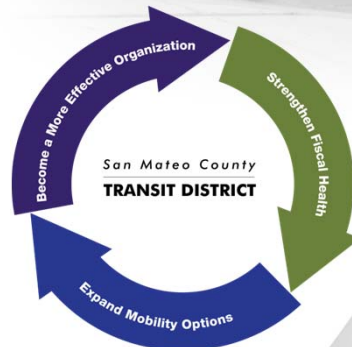 Become a More Effective Organization
Strengthen Fiscal Health
San Mateo County
TRANSIT DISTRICT
Expand Mobility Options